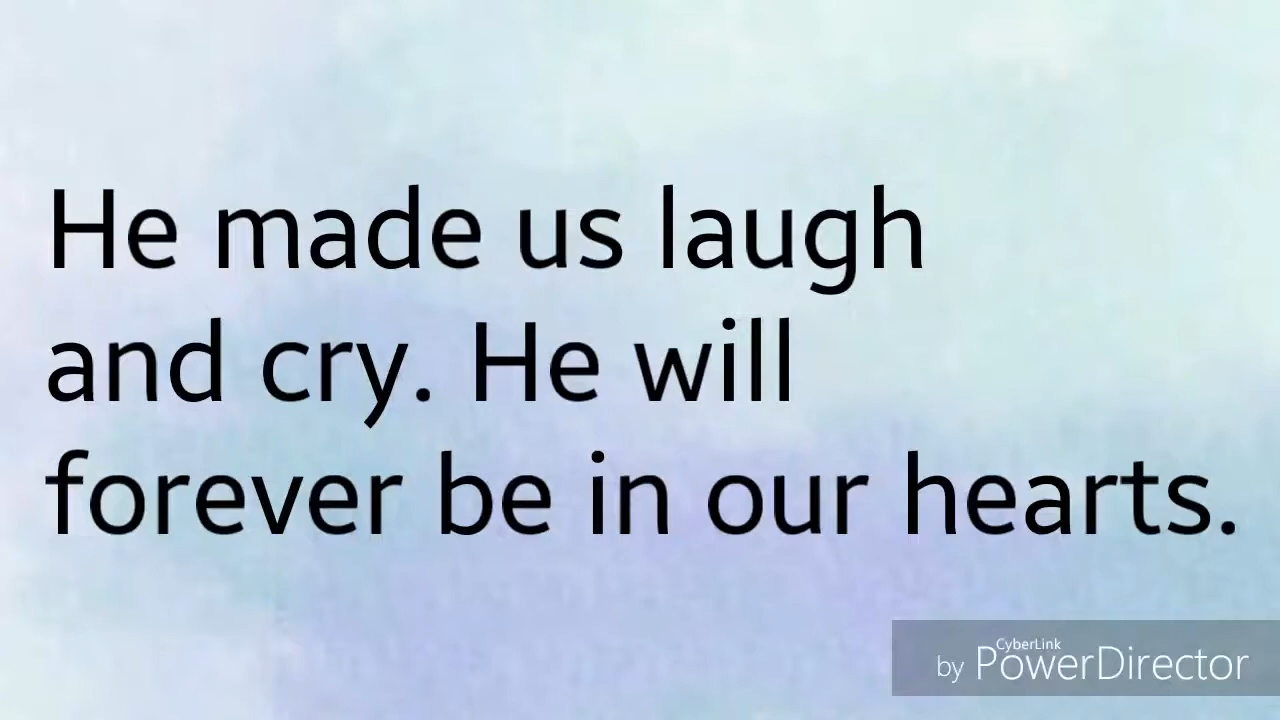 He made us laugh
and cry. He will
forever be in our hearts.
by CyberLink PowerDirector